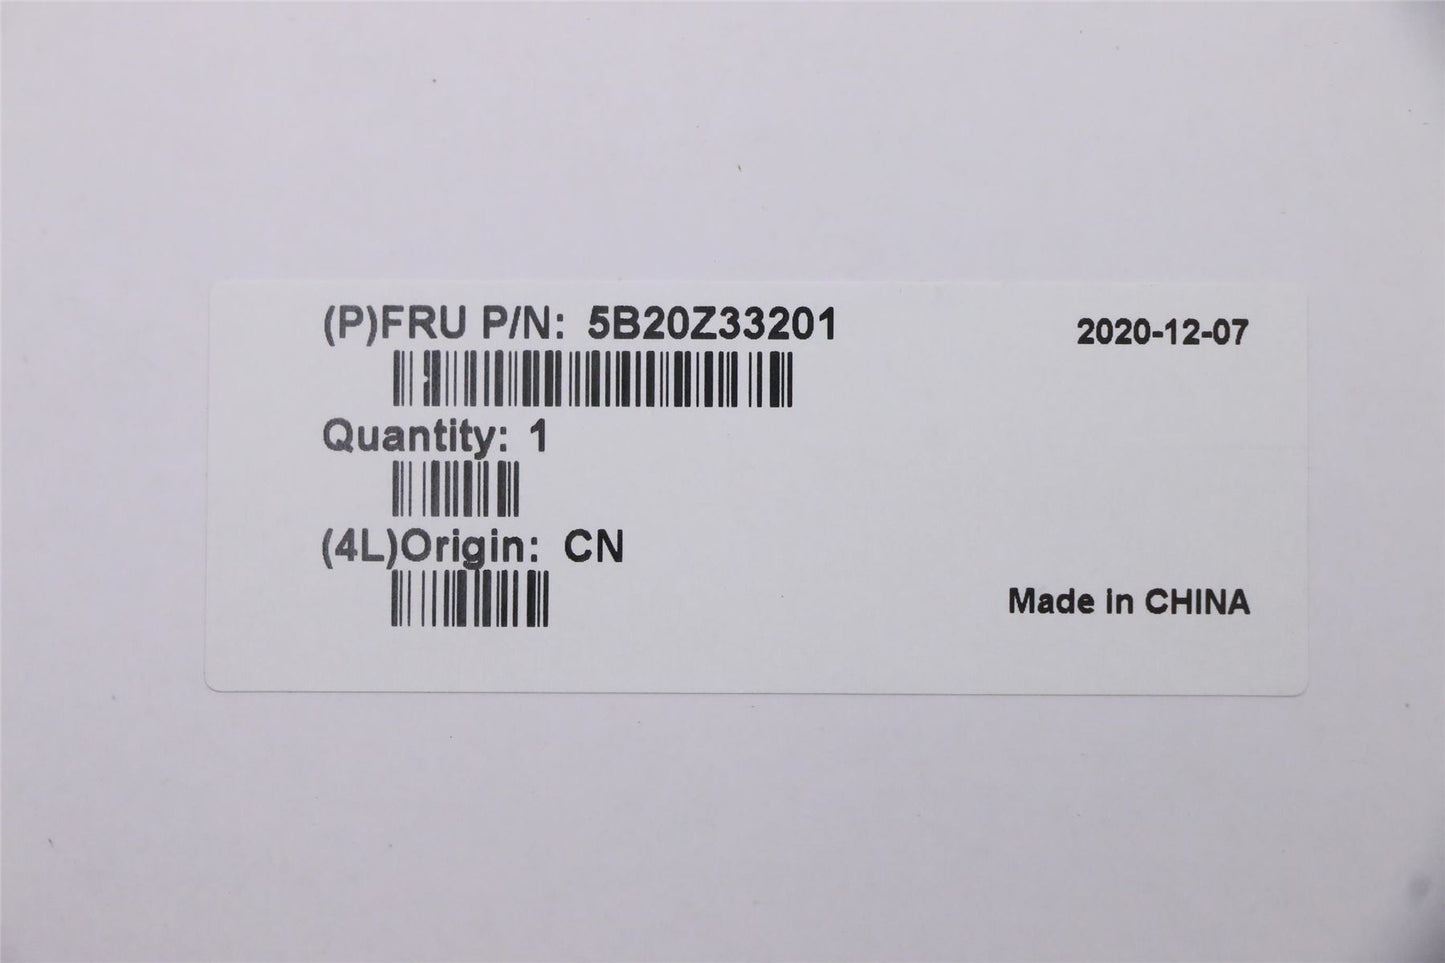 (P)FRU P/N: 5B20Z33201
2020-12-07
Quantity: 1
(4L)Origin: CN
Made in CHINA